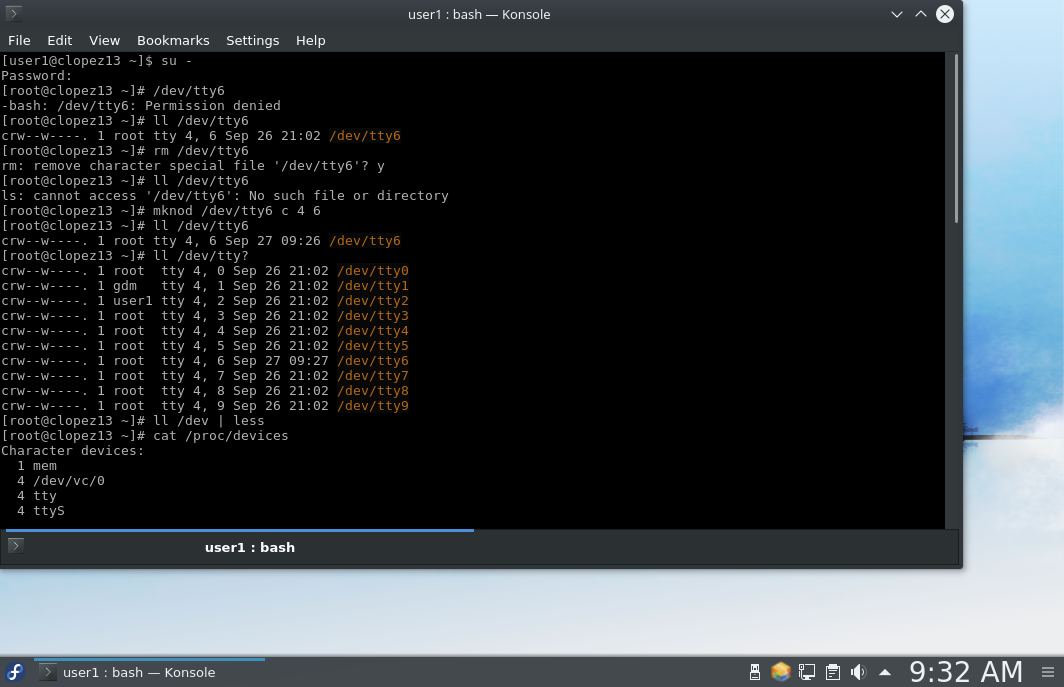 user1 : bash — Konsole
File Edit View Bookmarks Settings Help
[user1@clopez13 ~]$ su -
Password:
[root@clopez13 ~]# /dev/tty6
-bash: /dev/tty6: Permission denied
[root@clopez13 ~]# ll /dev/tty6
crw--w----. 1 root tty 4, 6 Sep 26 21:02 /dev/tty6
[root@clopez13 ~]# rm /dev/tty6
rm: remove character special file '/dev/tty6'? y
[root@clopez13 ~]# ll /dev/tty6
ls: cannot access '/dev/tty6': No such file or directory
[root@clopez13 ~]# mknod /dev/tty6 c 4 6
[root@clopez13 ~]# ll /dev/tty6
crw--w----. 1 root tty 4, 6 Sep 27 09:26 /dev/tty6
[root@clopez13 ~]# ll /dev/tty?
crw--w----. 1 root  tty 4, 0 Sep 26 21:02 /dev/tty0
crw--w----. 1 gdm   tty 4, 1 Sep 26 21:02 /dev/tty1
crw--w----. 1 user1 tty 4, 2 Sep 26 21:02 /dev/tty2
crw--w----. 1 root  tty 4, 3 Sep 26 21:02 /dev/tty3
crw--w----. 1 root  tty 4, 4 Sep 26 21:02 /dev/tty4
crw--w----. 1 root  tty 4, 5 Sep 26 21:02 /dev/tty5
crw--w----. 1 root  tty 4, 6 Sep 27 09:27 /dev/tty6
crw--w----. 1 root  tty 4, 7 Sep 26 21:02 /dev/tty7
crw--w----. 1 root  tty 4, 8 Sep 26 21:02 /dev/tty8
crw--w----. 1 root  tty 4, 9 Sep 26 21:02 /dev/tty9
[root@clopez13 ~]# ll /dev | less
[root@clopez13 ~]# cat /proc/devices
Character devices:
  1 mem
  4 /dev/vc/0
  4 tty
  4 ttyS
user1 : bash
user1 : bash — Konsole
9:32 AM